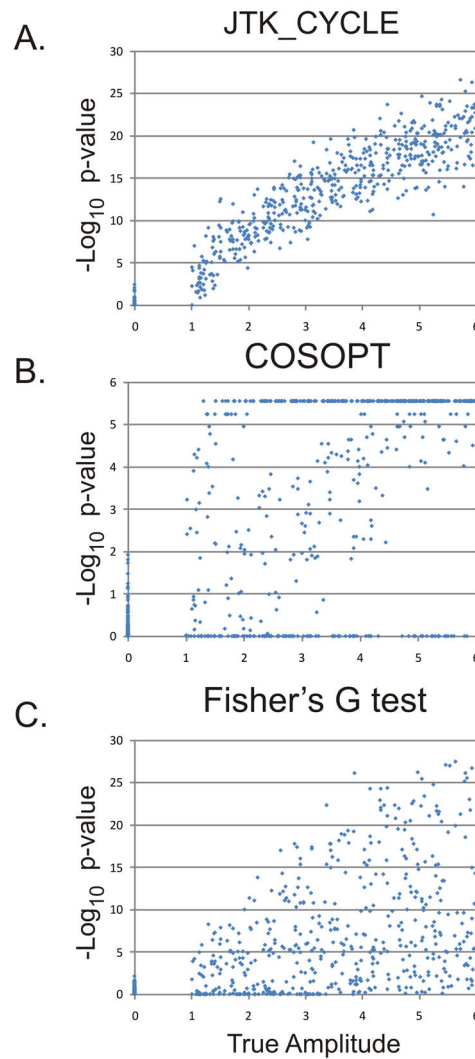 A.
JTK_CYCLE
-Log10 p-value
30
25
20
15
10
5
0
0 1 2 3 4 5 6
B.
COSOPT
-Log10 p-value
6
5
4
3
2
1
0
0 1 2 3 4 5 6
C.
Fisher's G test
-Log10 p-value
30
25
20
15
10
5
0
0 1 2 3 4 5 6
True Amplitude